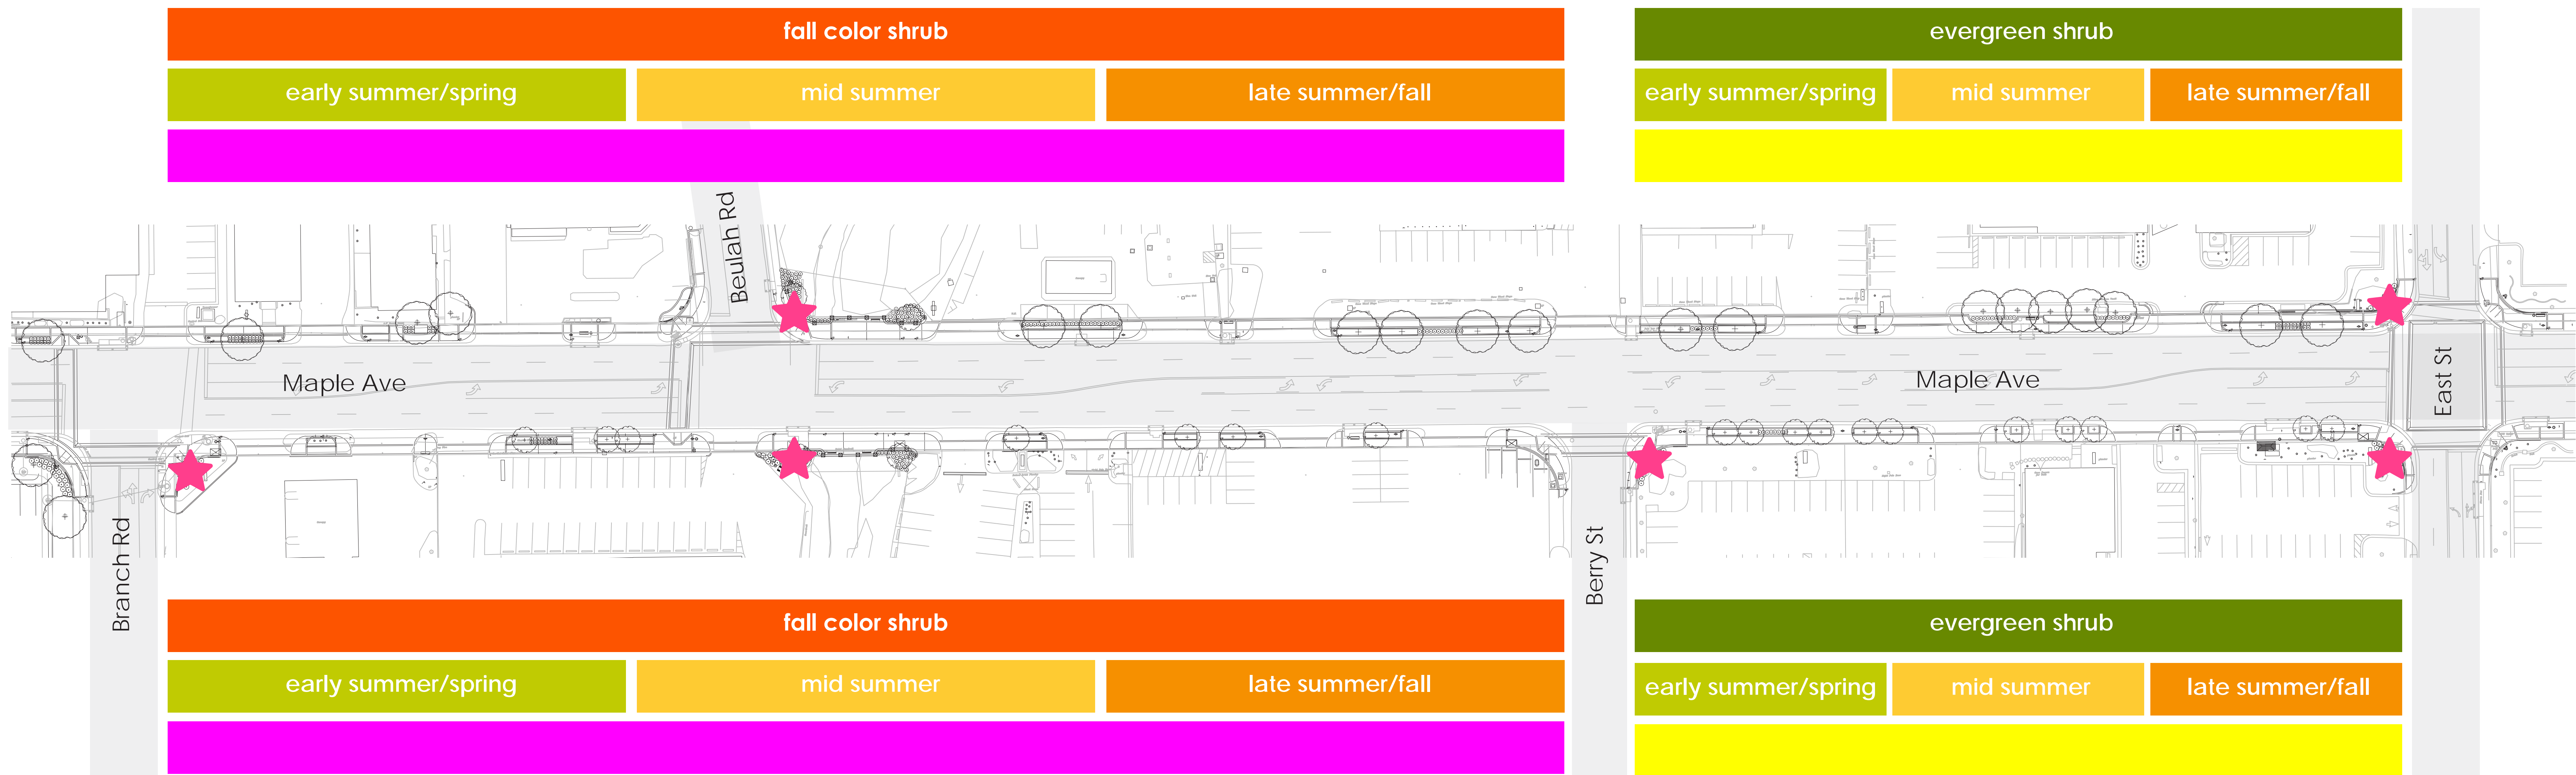 fall color shrub
evergreen shrub
early summer/spring
mid summer
late summer/fall
early summer/spring
mid summer
late summer/fall
Beulah Rd
Maple Ave
Maple Ave
East St
Branch Rd
Berry St
fall color shrub
evergreen shrub
early summer/spring
mid summer
late summer/fall
early summer/spring
mid summer
late summer/fall